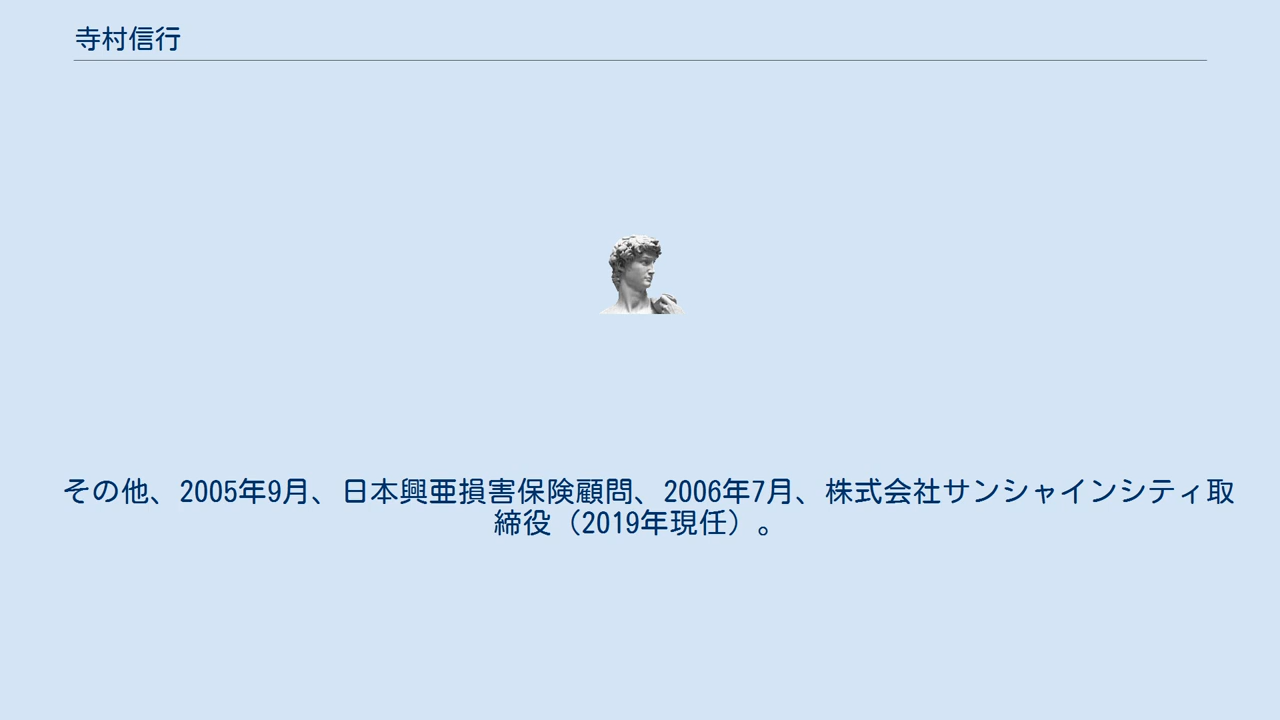 寺村信行
その他、2005年9月、日本興亜損害保険顧問、2006年7月、株式会社サンシャインシティ取
締役（2019年現任）。